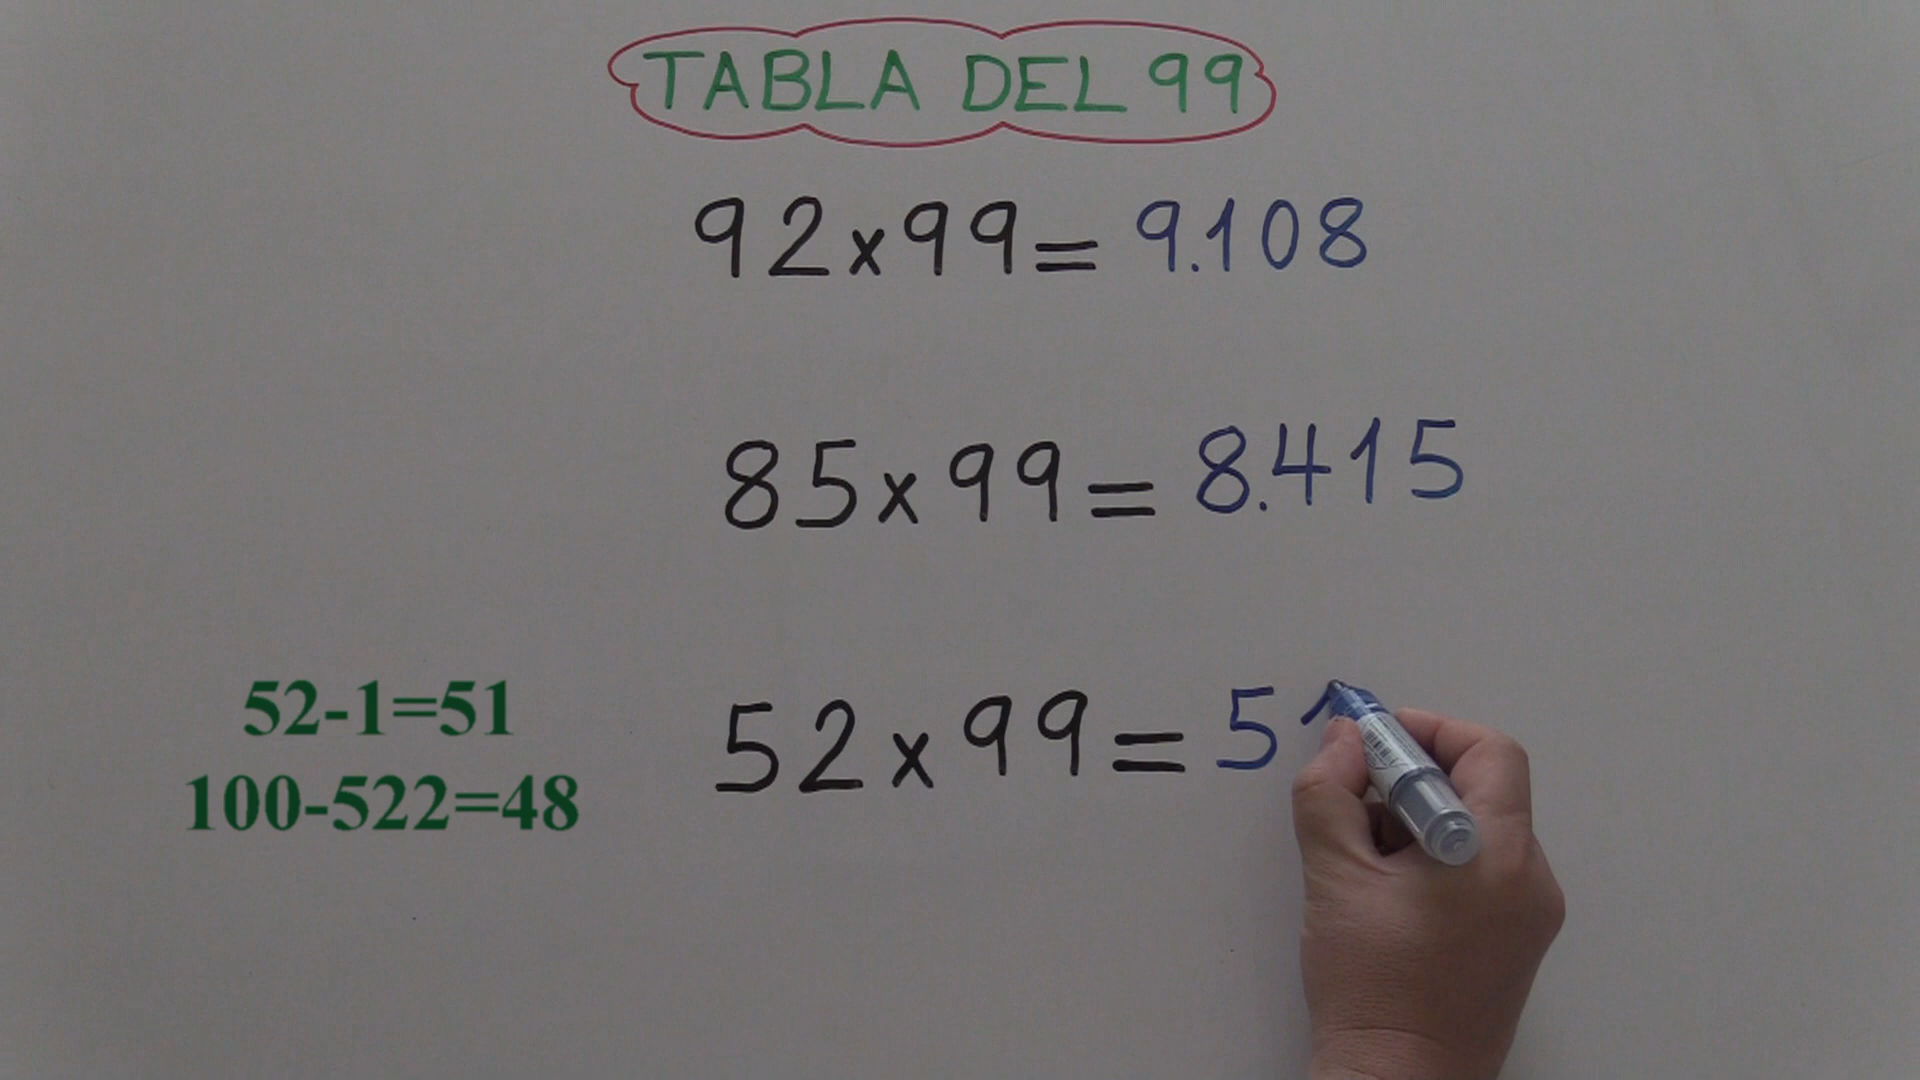 TABLA DEL 99
92x99= 9.108
85x99= 8.415
52-1=51
52x99= 51
100-522=48